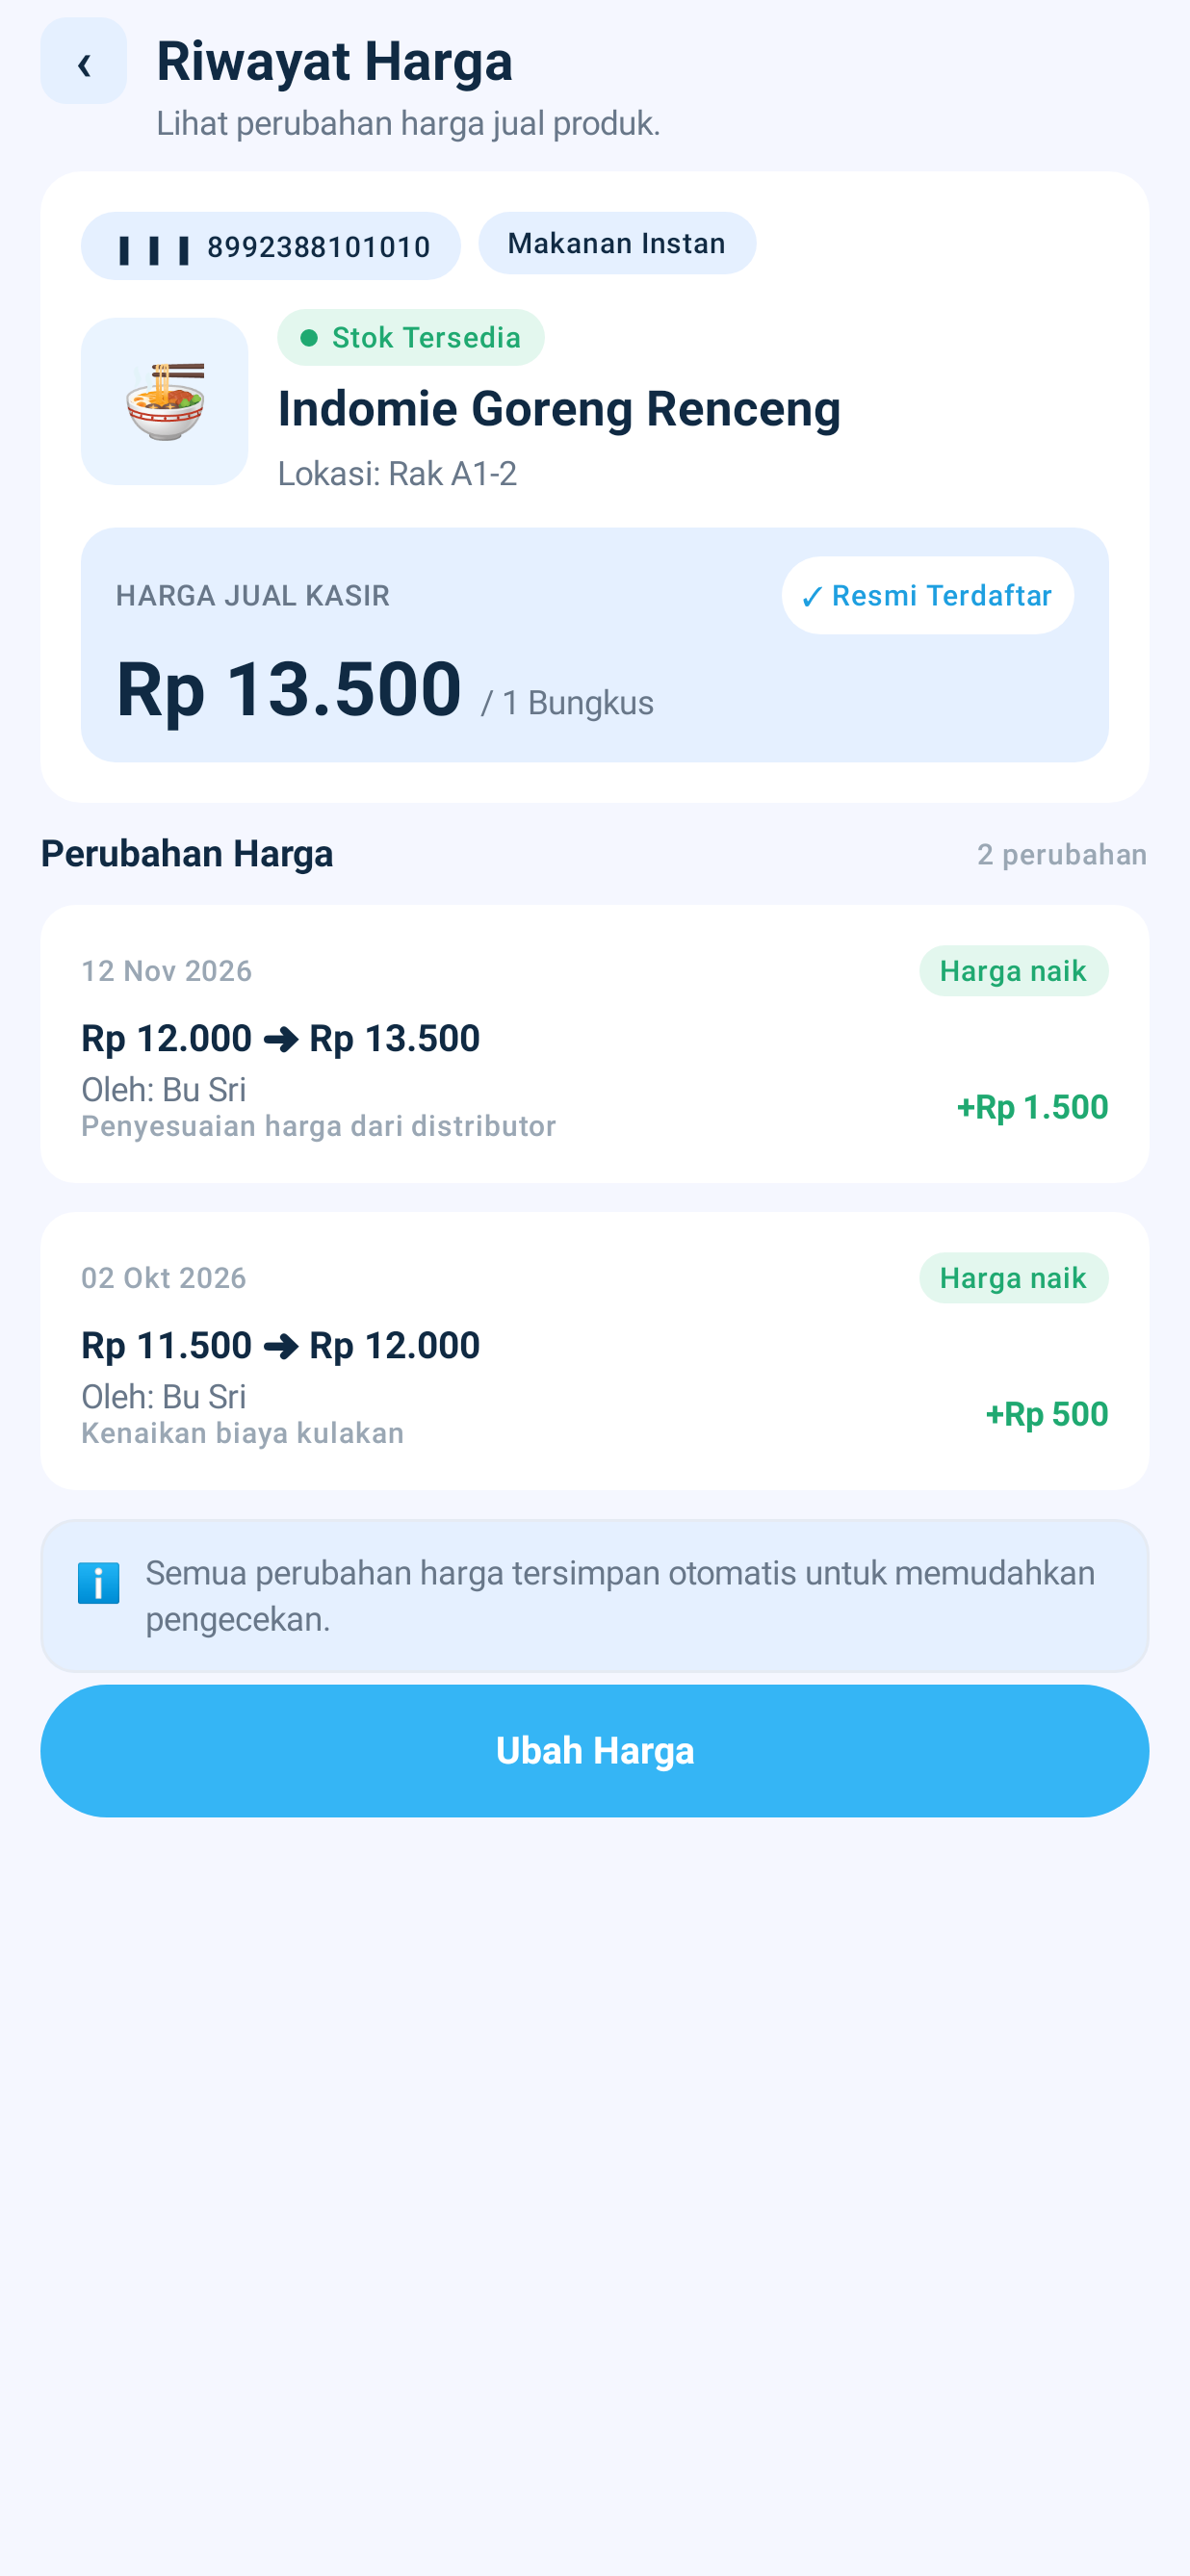 ‹ Riwayat Harga
Lihat perubahan harga jual produk.
8992388101010
Makanan Instan
Stok Tersedia
Indomie Goreng Renceng
Lokasi: Rak A1-2
HARGA JUAL KASIR
✓ Resmi Terdaftar
Rp 13.500 / 1 Bungkus
Perubahan Harga
2 perubahan
12 Nov 2026
Harga naik
Rp 12.000 ➜ Rp 13.500
Oleh: Bu Sri
Penyesuaian harga dari distributor
+Rp 1.500
02 Okt 2026
Harga naik
Rp 11.500 ➜ Rp 12.000
Oleh: Bu Sri
Kenaikan biaya kulakan
+Rp 500
Semua perubahan harga tersimpan otomatis untuk memudahkan
pengecekan.
Ubah Harga